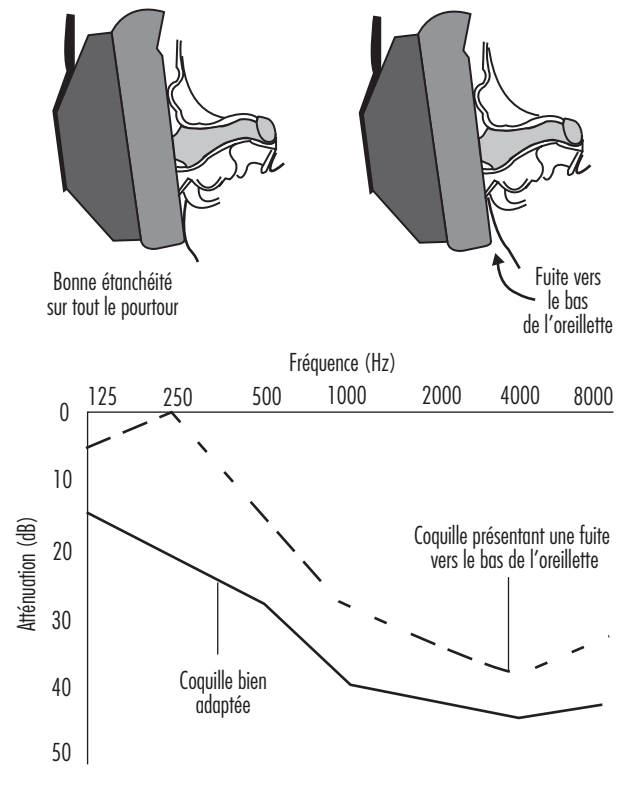 Bonne étanchéité
sur tout le pourtour
Fuite vers
le bas
de l'oreillette
Fréquence (Hz)
125 250 500 1000 2000 4000 8000
0
10
20
30
40
50
Atténuation (dB)
Coquille présentant une fuite
vers le bas de l'oreillette
Coquille bien
adaptée